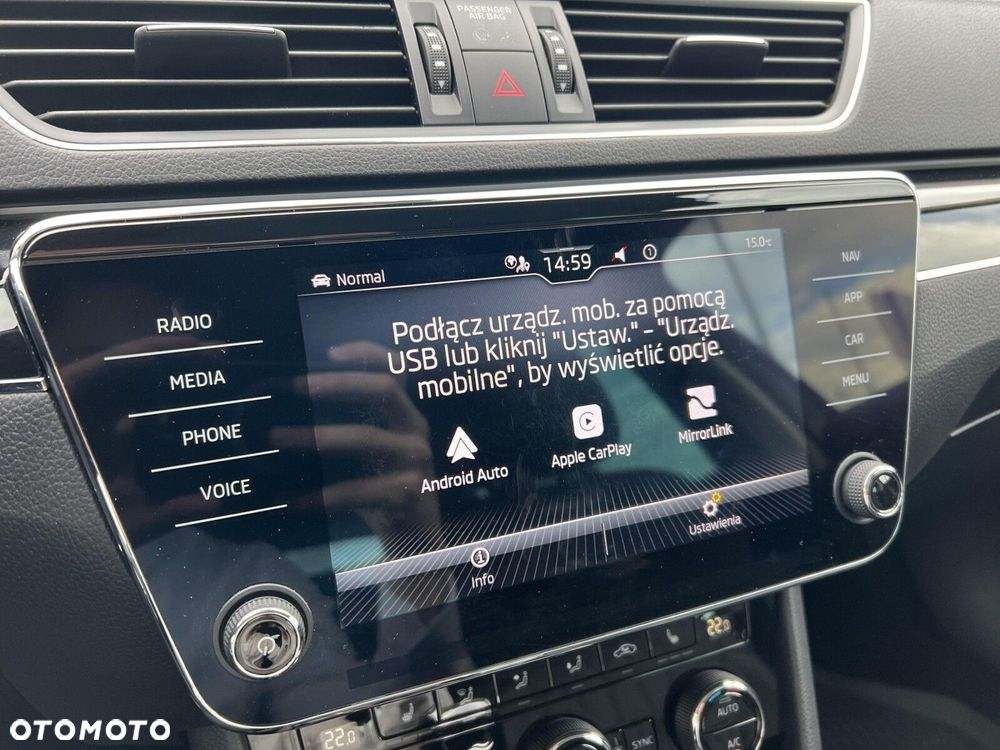 PASSENGER
AIR BAG
Normal
14:59
1
15.0°C
RADIO
MEDIA
PHONE
VOICE
Podłącz urządz. mob. za pomocą
USB lub kliknij "Ustaw." - "Urządz.
mobilne", by wyświetlić opcje.
Android Auto
Apple CarPlay
MirrorLink
Info
Ustawienia
NAV
APP
CAR
MENU
22.0
22.0
SYNC
AUTO
A/C
OTOMOTO